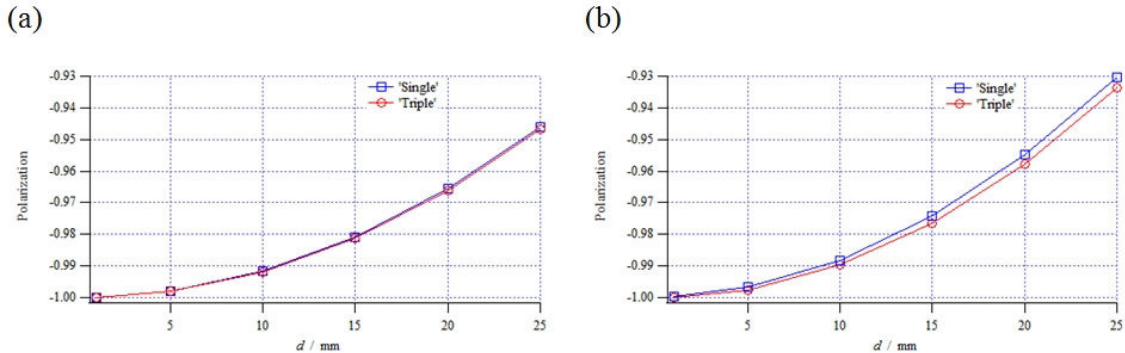 (a)
-0.93
-0.94
-0.95
-0.96
-0.97
-0.98
-0.99
-1.00
Polarization
'Single'
'Triple'
5 10 15 20 25
d / mm
(b)
-0.93
-0.94
-0.95
-0.96
-0.97
-0.98
-0.99
-1.00
Polarization
'Single'
'Triple'
5 10 15 20 25
d / mm